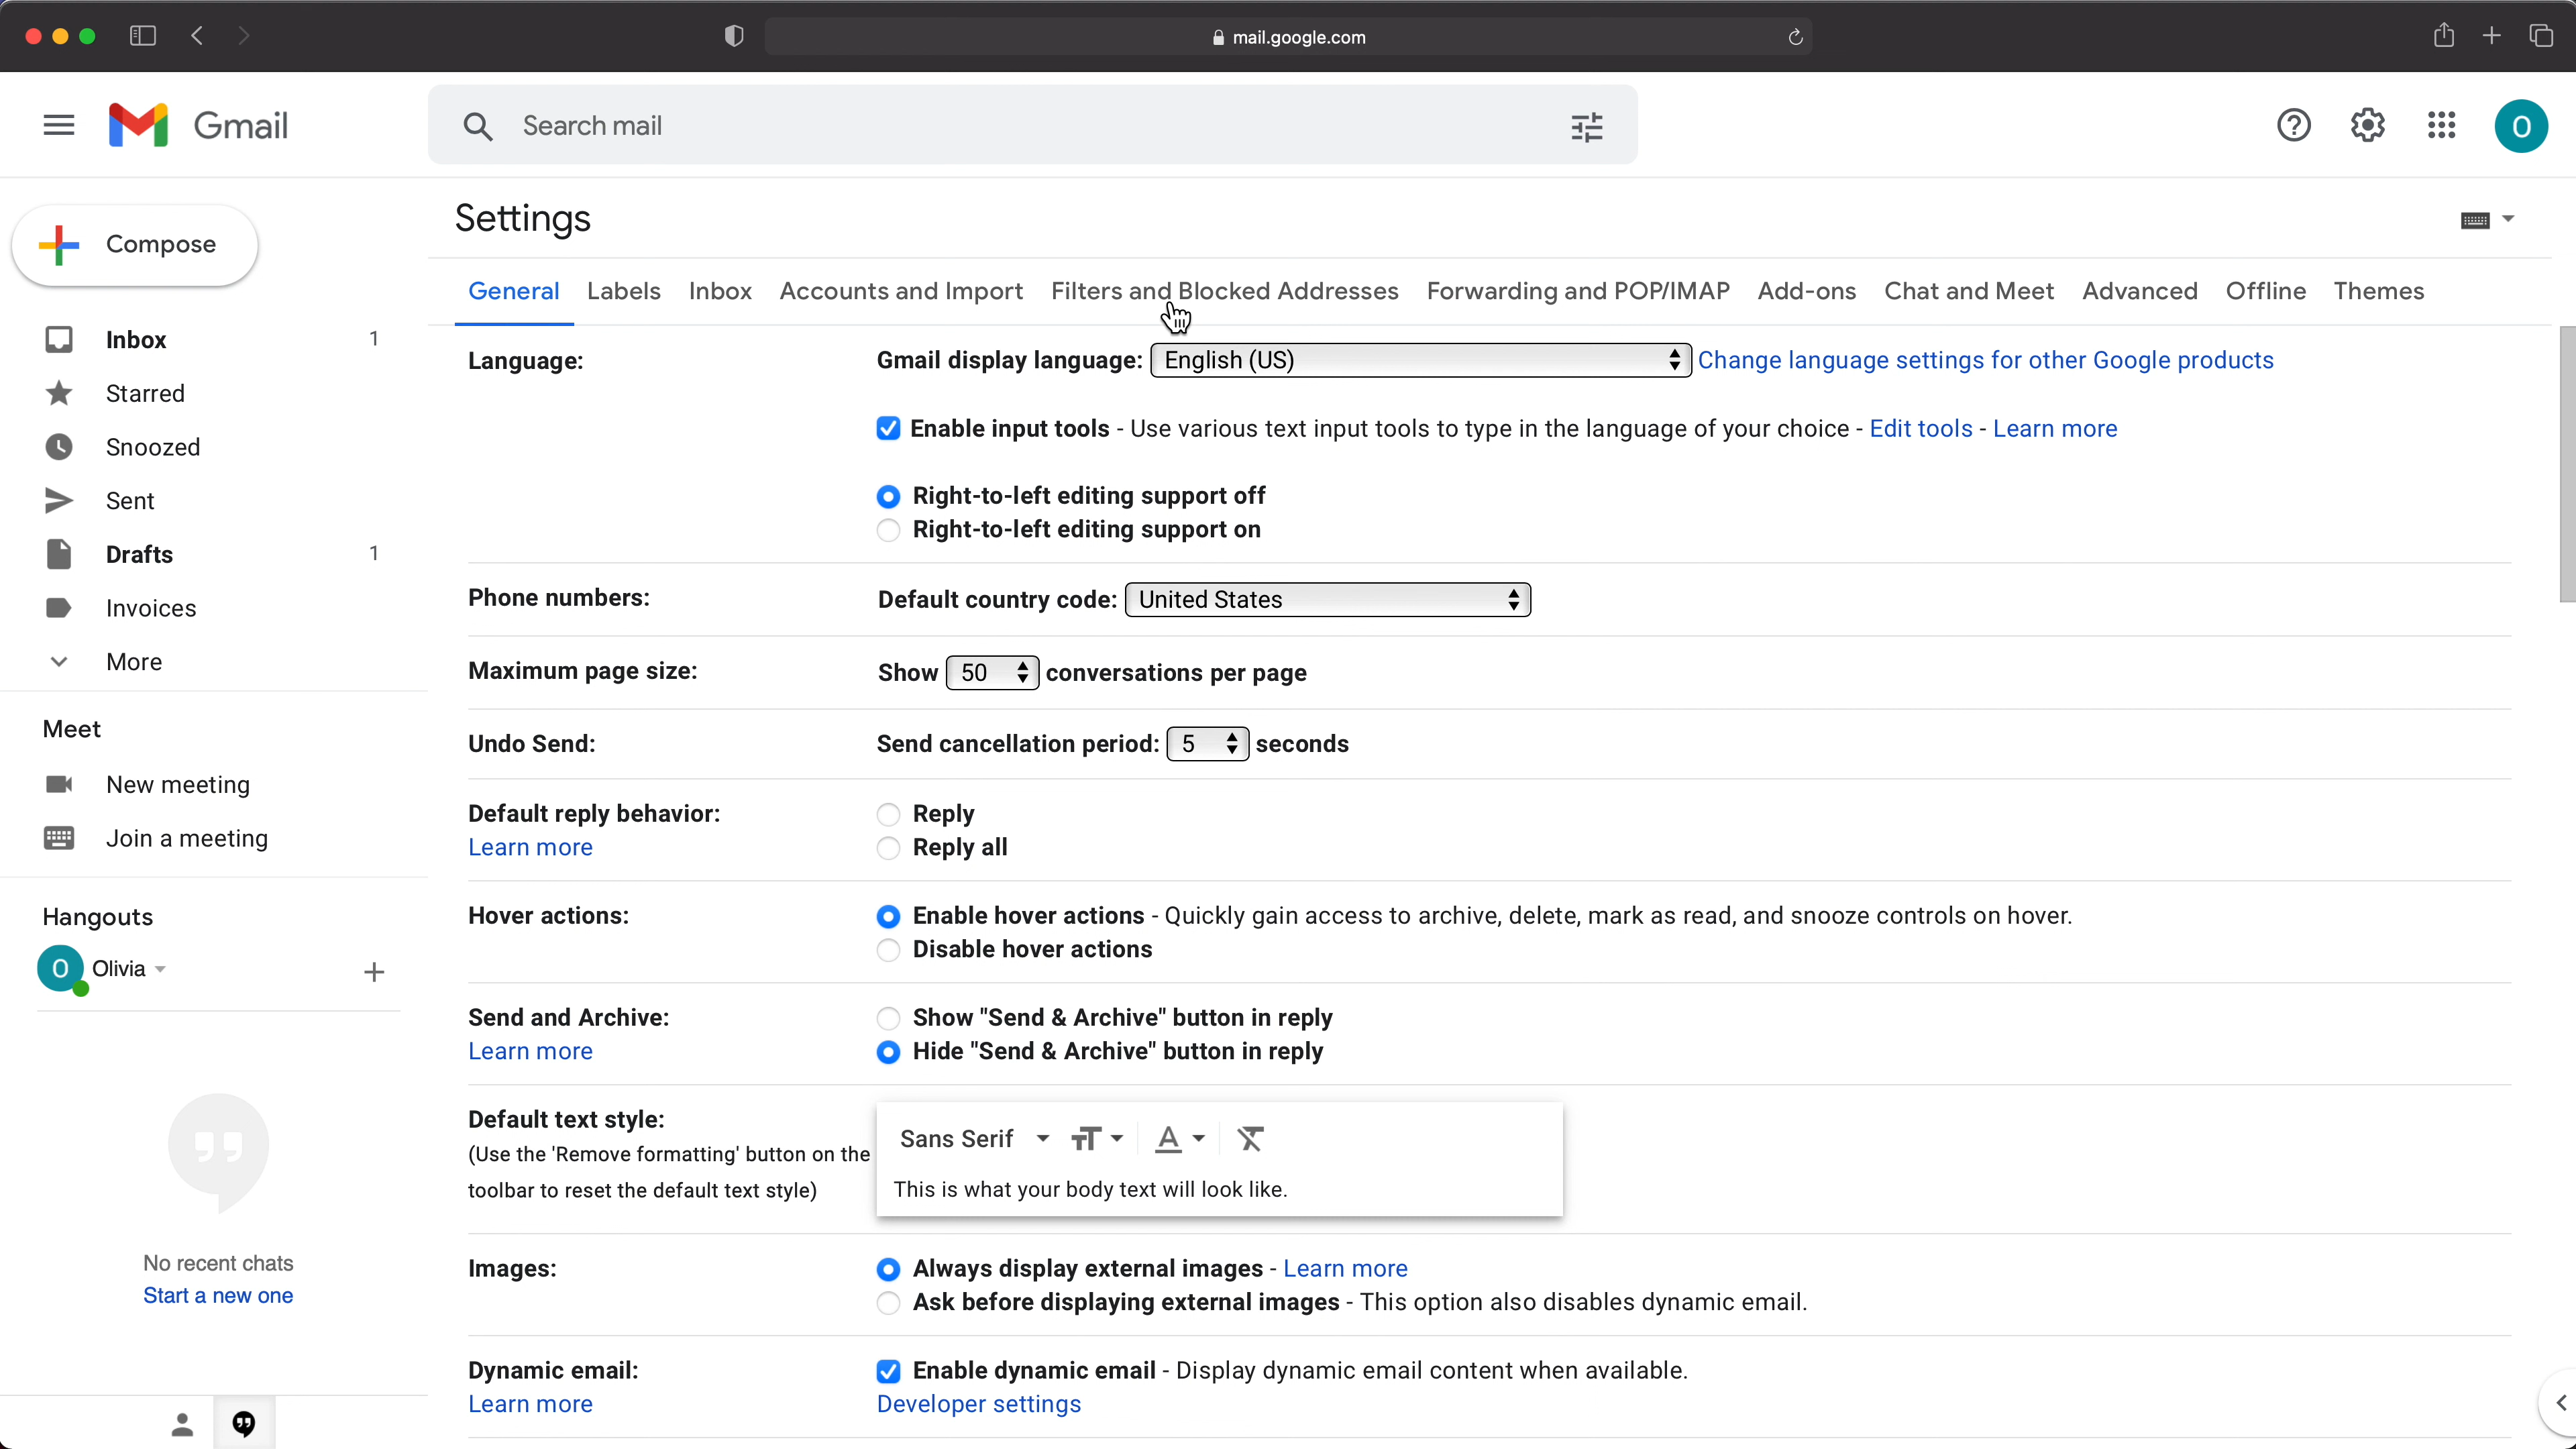 mail.google.com
Gmail
Search mail
O
Compose
Inbox 1
Starred
Snoozed
Sent
Drafts 1
Invoices
More
Meet
New meeting
Join a meeting
Hangouts
O Olivia
No recent chats
Start a new one
Settings
General Labels Inbox Accounts and Import Filters and Blocked Addresses Forwarding and POP/IMAP Add-ons Chat and Meet Advanced Offline Themes
Language: Gmail display language: English (US) Change language settings for other Google products
Enable input tools - Use various text input tools to type in the language of your choice - Edit tools - Learn more
Right-to-left editing support off
Right-to-left editing support on
Phone numbers: Default country code: United States
Maximum page size: Show 50 conversations per page
Undo Send: Send cancellation period: 5 seconds
Default reply behavior: Reply
Learn more Reply all
Hover actions: Enable hover actions - Quickly gain access to archive, delete, mark as read, and snooze controls on hover.
Disable hover actions
Send and Archive: Show "Send & Archive" button in reply
Learn more Hide "Send & Archive" button in reply
Default text style:
(Use the 'Remove formatting' button on the
toolbar to reset the default text style)
Sans Serif
This is what your body text will look like.
Images: Always display external images - Learn more
Ask before displaying external images - This option also disables dynamic email.
Dynamic email: Enable dynamic email - Display dynamic email content when available.
Learn more Developer settings